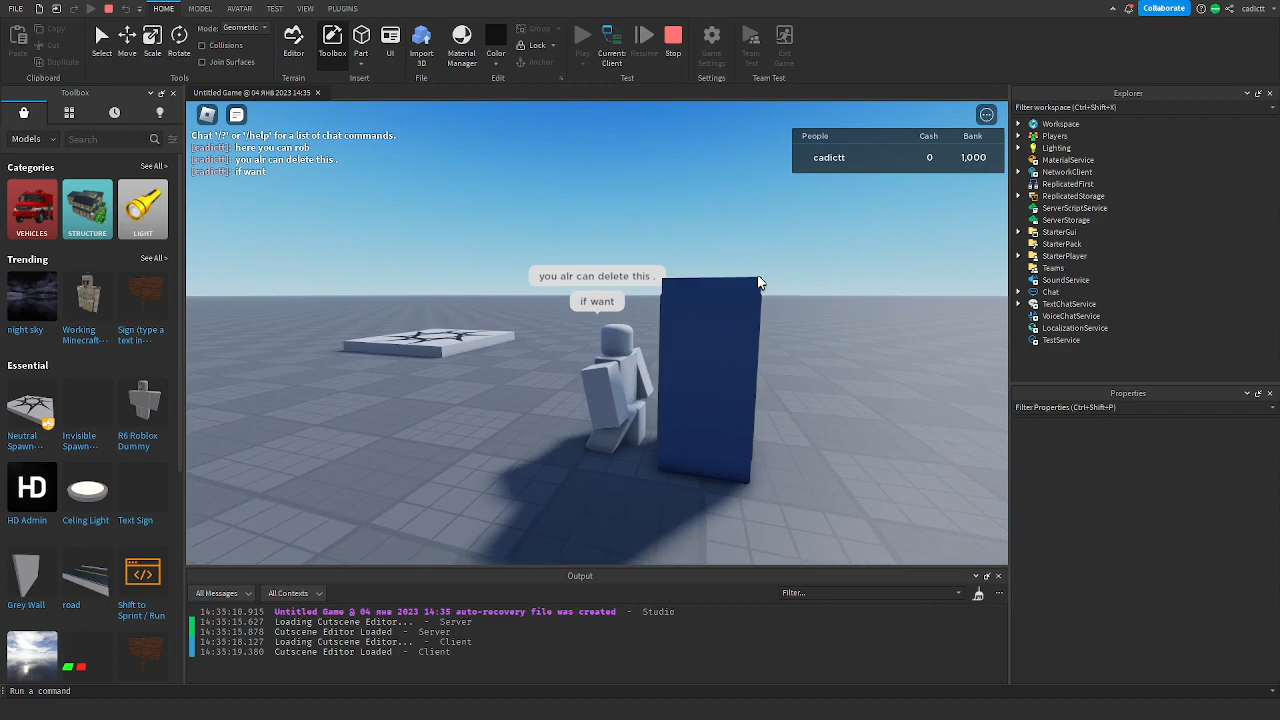 FILE HOME MODEL AVATAR TEST VIEW PLUGINS Collaborate cadictt
Paste Copy Cut Duplicate Select Move Scale Rotate Mode: Geometric Collisions Join Surfaces Editor Toolbox Part UI Import 3D Material Manager Color Group Lock Anchor Play Current: Client Resume Stop Game Settings Team Test Exit Game
Clipboard Tools Terrain Insert File Edit Test Settings Team Test
Toolbox
Untitled Game @ 04 янв 2023 14:35
Models Search
Categories See All>
VEHICLES STRUCTURE LIGHT
Trending See All>
night sky
Working Minecraft-…
Sign (type a text in-…
Essential
Neutral Spawn-…
Invisible Spawn-…
R6 Roblox Dummy
HD
HD Admin
Celing Light
Text Sign
Grey Wall
road
Shift to Sprint / Run
Chat '/?' or '/help' for a list of chat commands.
[cadictt]: here you can rob
[cadictt]: you alr can delete this .
[cadictt]: if want
People Cash Bank
cadictt 0 1,000
you alr can delete this .
if want
Explorer
Filter workspace (Ctrl+Shift+X)
Workspace
Players
Lighting
MaterialService
NetworkClient
ReplicatedFirst
ReplicatedStorage
ServerScriptService
ServerStorage
StarterGui
StarterPack
StarterPlayer
Teams
SoundService
Chat
TextChatService
VoiceChatService
LocalizationService
TestService
Properties
Filter Properties (Ctrl+Shift+P)
Output
All Messages All Contexts Filter...
14:35:10.915 Untitled Game @ 04 янв 2023 14:35 auto-recovery file was created - Studio
14:35:15.627 Loading Cutscene Editor... - Server
14:35:15.878 Cutscene Editor Loaded - Server
14:35:18.127 Loading Cutscene Editor... - Client
14:35:19.380 Cutscene Editor Loaded - Client
Run a command